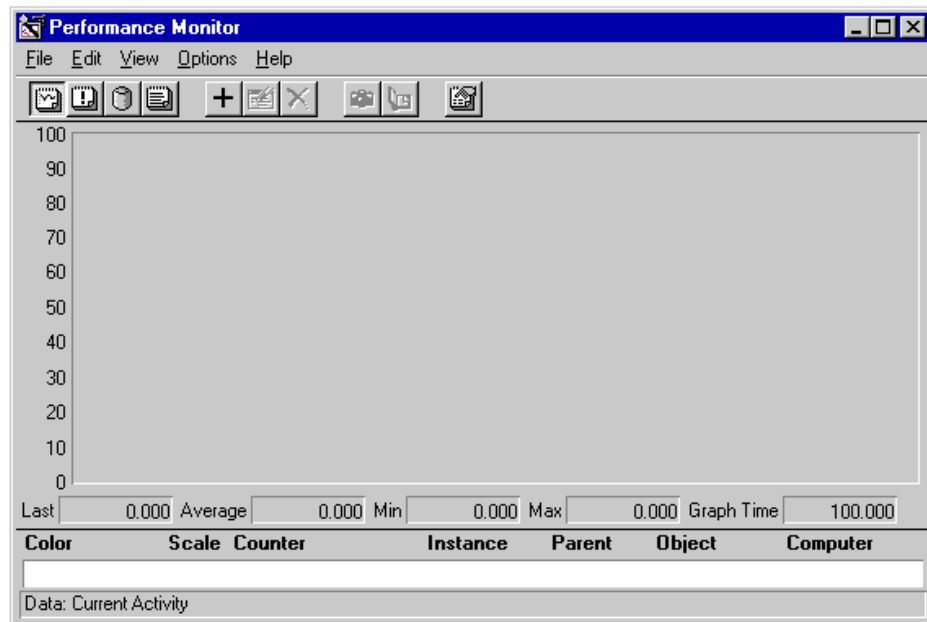 Performance Monitor
File Edit View Options Help
100
90
80
70
60
50
40
30
20
10
0
Last 0.000 Average 0.000 Min 0.000 Max 0.000 Graph Time 100.000
Color Scale Counter Instance Parent Object Computer
Data: Current Activity